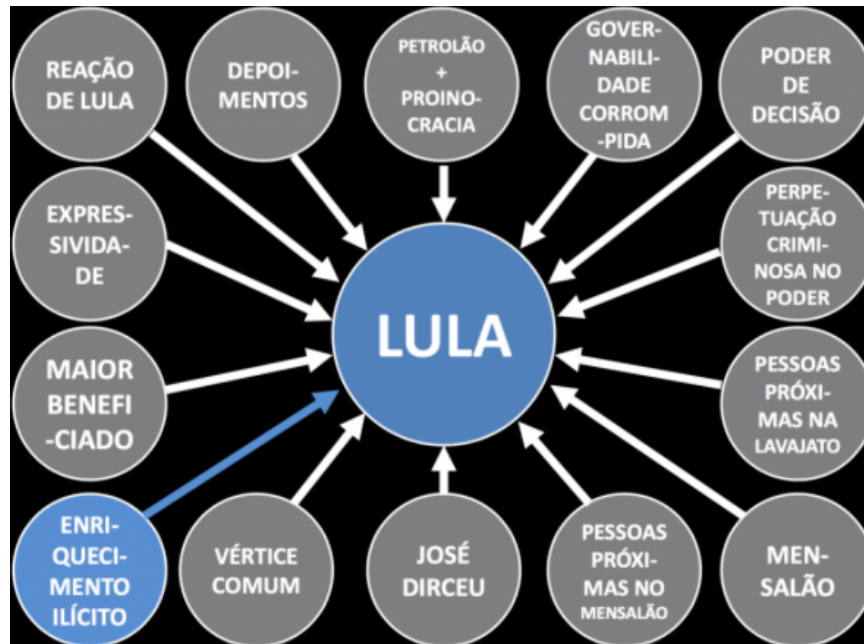 REAÇÃO
DE LULA
DEPOI-
MENTOS
PETROLÃO
+
PROINO-
CRACIA
GOVER-
NABILI-
DADE
CORROM
-PIDA
PODER
DE
DECISÃO
EXPRES-
SIVIDA-
DE
PERPE-
TUAÇÃO
CRIMI-
NOSA NO
PODER
LULA
MAIOR
BENEFI
-CIADO
PESSOAS
PRÓXI-
MAS NA
LAVAJATO
ENRI-
QUECI-
MENTO
ILÍCITO
VÉRTICE
COMUM
JOSÉ
DIRCEU
PESSOAS
PRÓXI-
MAS NO
MENSALÃO
MEN-
SALÃO